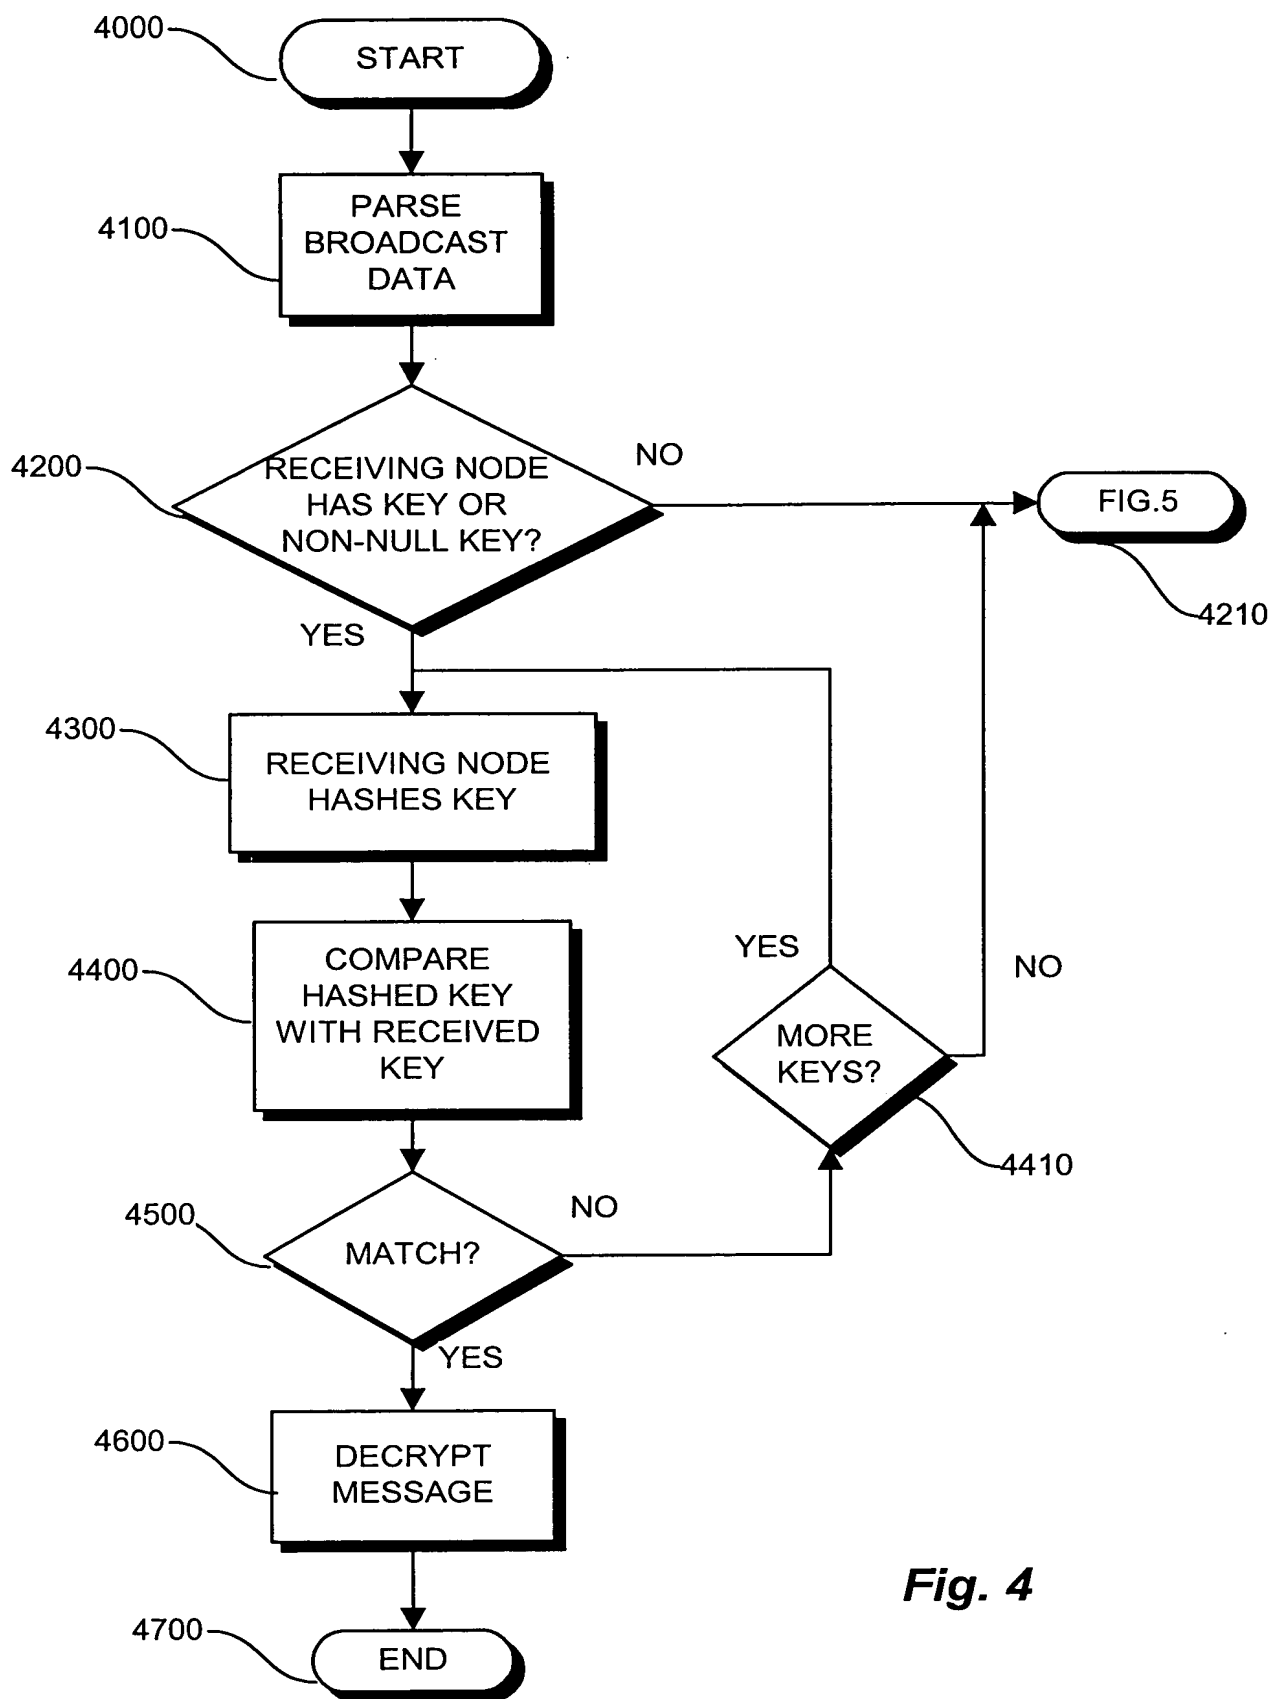 4000
START
4100
PARSE
BROADCAST
DATA
4200
RECEIVING NODE
HAS KEY OR
NON-NULL KEY?
NO
FIG.5
4210
YES
4300
RECEIVING NODE
HASHES KEY
4400
COMPARE
HASHED KEY
WITH RECEIVED
KEY
YES
NO
MORE
KEYS?
4410
4500
MATCH?
NO
YES
4600
DECRYPT
MESSAGE
Fig. 4
4700
END